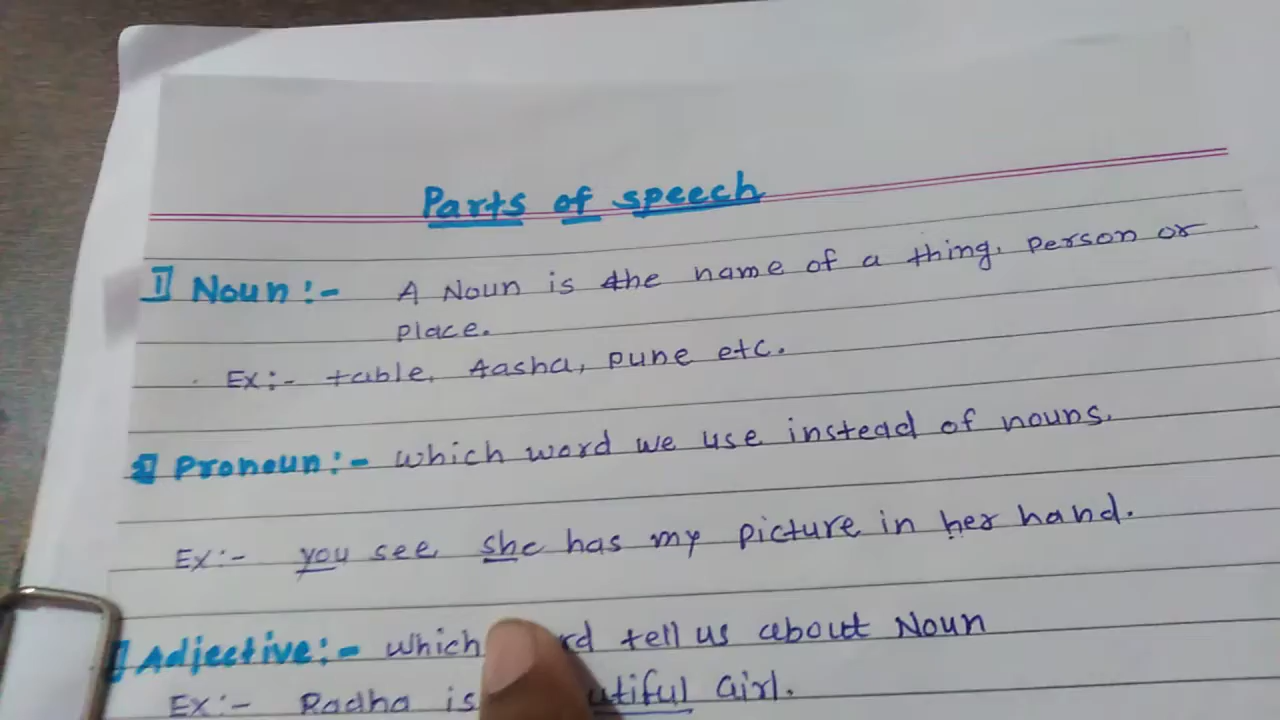 Parts of speech
1] Noun :- A Noun is the name of a thing, person or
place.
Ex :- table, Aasha, pune etc.
2] Pronoun :- which word we use instead of nouns.
Ex :- you see she has my picture in her hand.
Adjective :- which tell us about Noun
Ex :- Radha is girl.